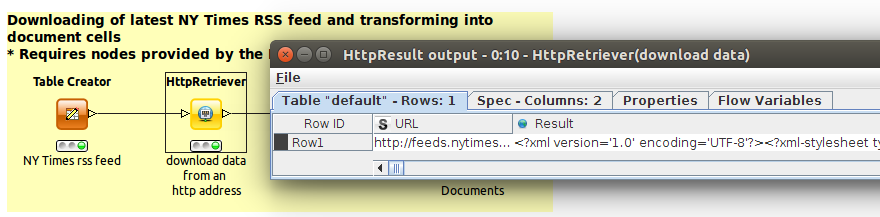 Downloading of latest NY Times RSS feed and transforming into
document cells
* Requires nodes provided by the
Table Creator
HttpRetriever
NY Times rss feed
download data
from an
http address
Documents
HttpResult output - 0:10 - HttpRetriever(download data)
File
Table "default" - Rows: 1 Spec - Columns: 2 Properties Flow Variables
Row ID S URL Result
Row1 http://feeds.nytimes... <?xml version='1.0' encoding='UTF-8'?><?xml-stylesheet ty